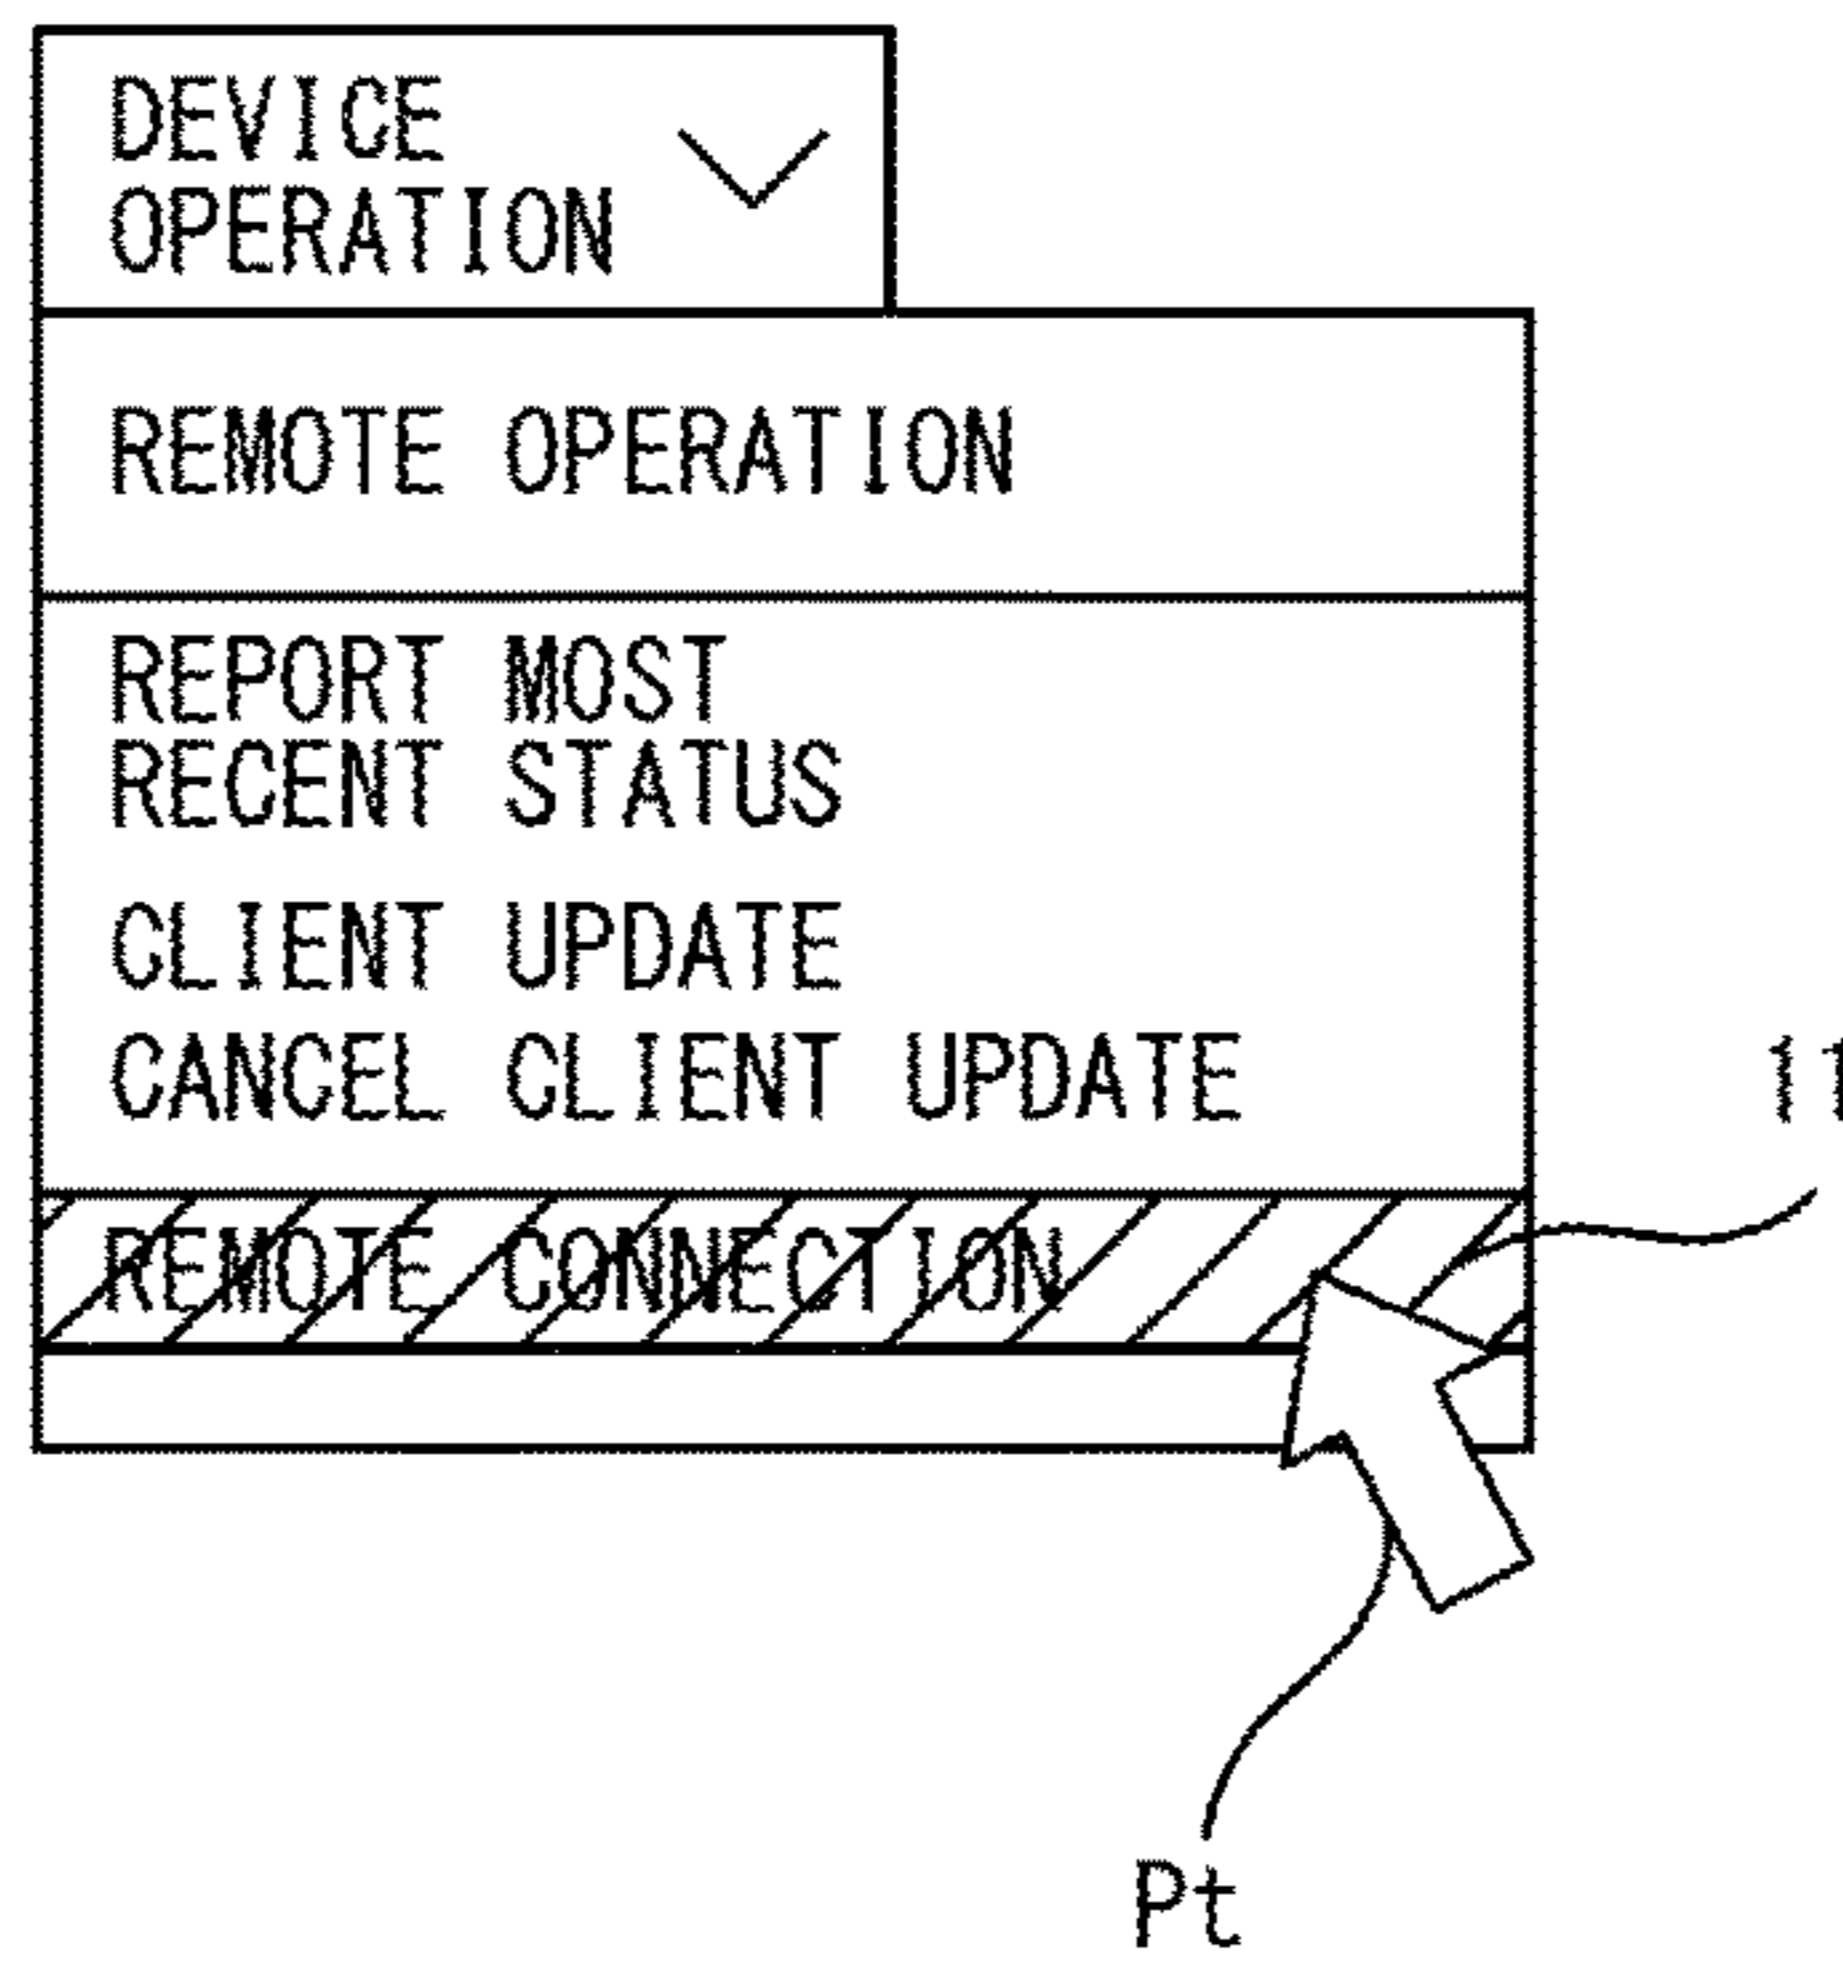 DEVICE
OPERATION
REMOTE OPERATION
REPORT MOST
RECENT STATUS
CLIENT UPDATE
CANCEL CLIENT UPDATE
REMOTE CONNECTION
Pt